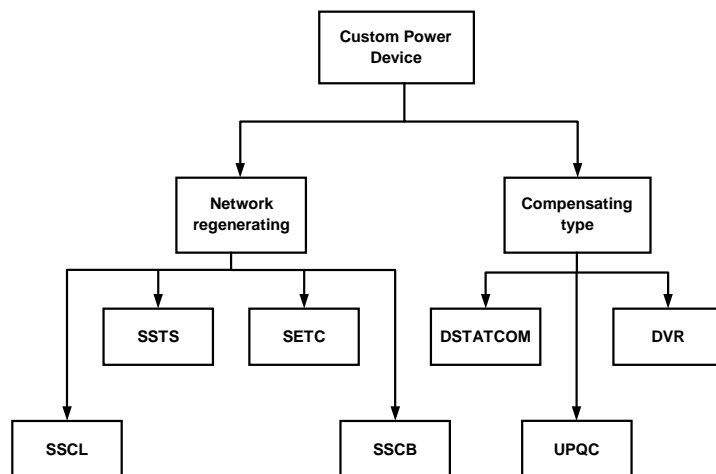 Custom Power
Device
Network
regenerating
Compensating
type
SSTS
SETC
DSTATCOM
DVR
SSCL
SSCB
UPQC